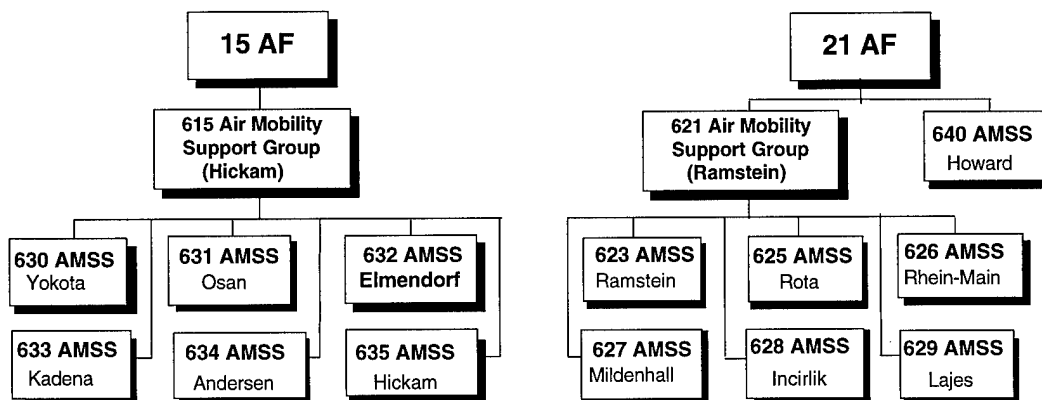 15 AF
21 AF
615 Air Mobility
Support Group
(Hickam)
621 Air Mobility
Support Group
(Ramstein)
640 AMSS
Howard
630 AMSS
Yokota
631 AMSS
Osan
632 AMSS
Elmendorf
623 AMSS
Ramstein
625 AMSS
Rota
626 AMSS
Rhein-Main
633 AMSS
Kadena
634 AMSS
Andersen
635 AMSS
Hickam
627 AMSS
Mildenhall
628 AMSS
Incirlik
629 AMSS
Lajes